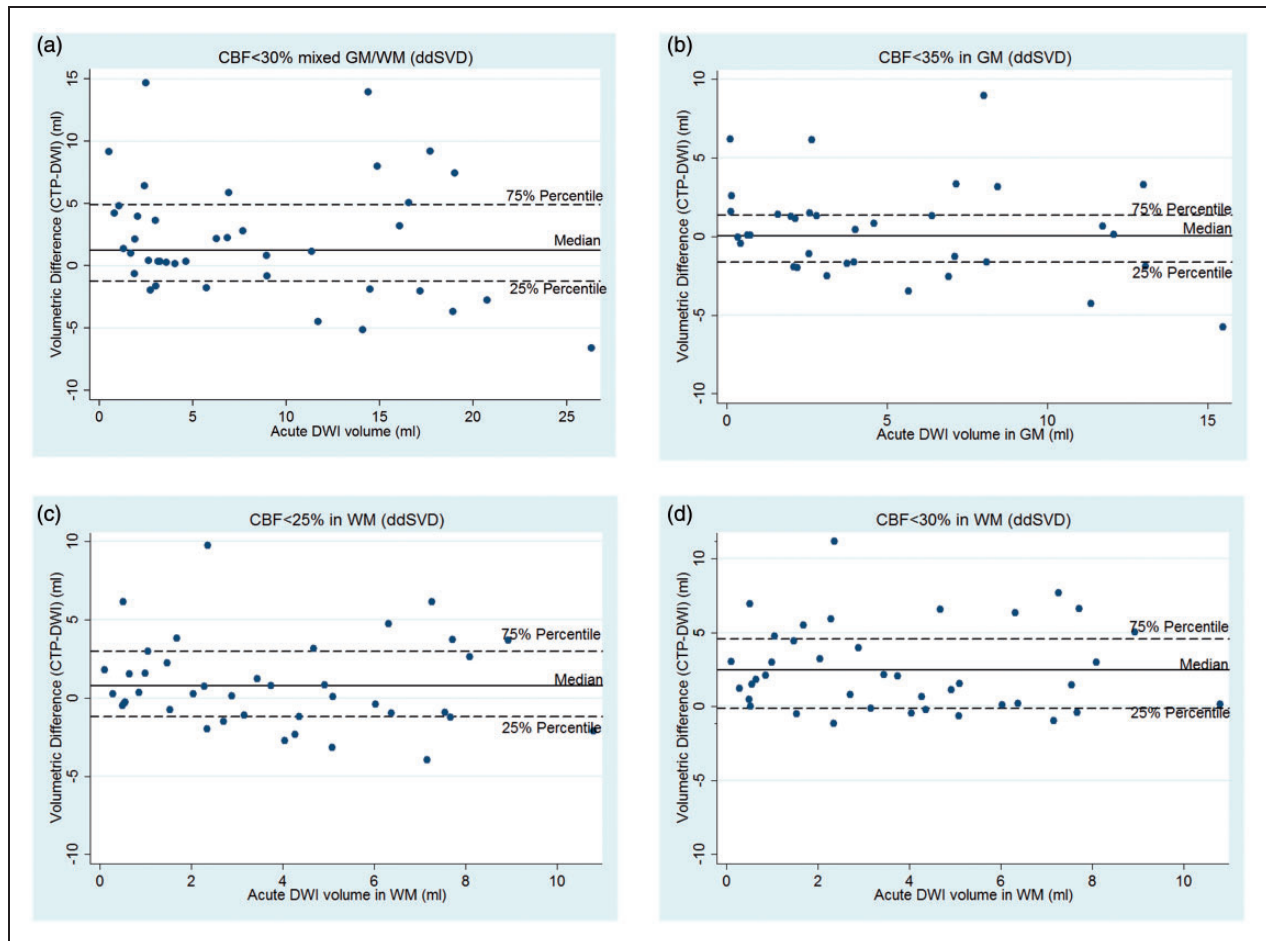 (a)
CBF<30% mixed GM/WM (ddSVD)
Volumetric Difference (CTP-DWI) (ml)
15
10
5
0
-5
-10
75% Percentile
Median
25% Percentile
0 5 10 15 20 25
Acute DWI volume (ml)
(b)
CBF<35% in GM (ddSVD)
Volumetric Difference (CTP-DWI) (ml)
10
5
0
-5
-10
75% Percentile
Median
25% Percentile
0 5 10 15
Acute DWI volume in GM (ml)
(c)
CBF<25% in WM (ddSVD)
Volumetric Difference (CTP-DWI) (ml)
10
5
0
-5
-10
75% Percentile
Median
25% Percentile
0 2 4 6 8 10
Acute DWI volume in WM (ml)
(d)
CBF<30% in WM (ddSVD)
Volumetric Difference (CTP-DWI) (ml)
10
5
0
-5
-10
75% Percentile
Median
25% Percentile
0 2 4 6 8 10
Acute DWI volume in WM (ml)